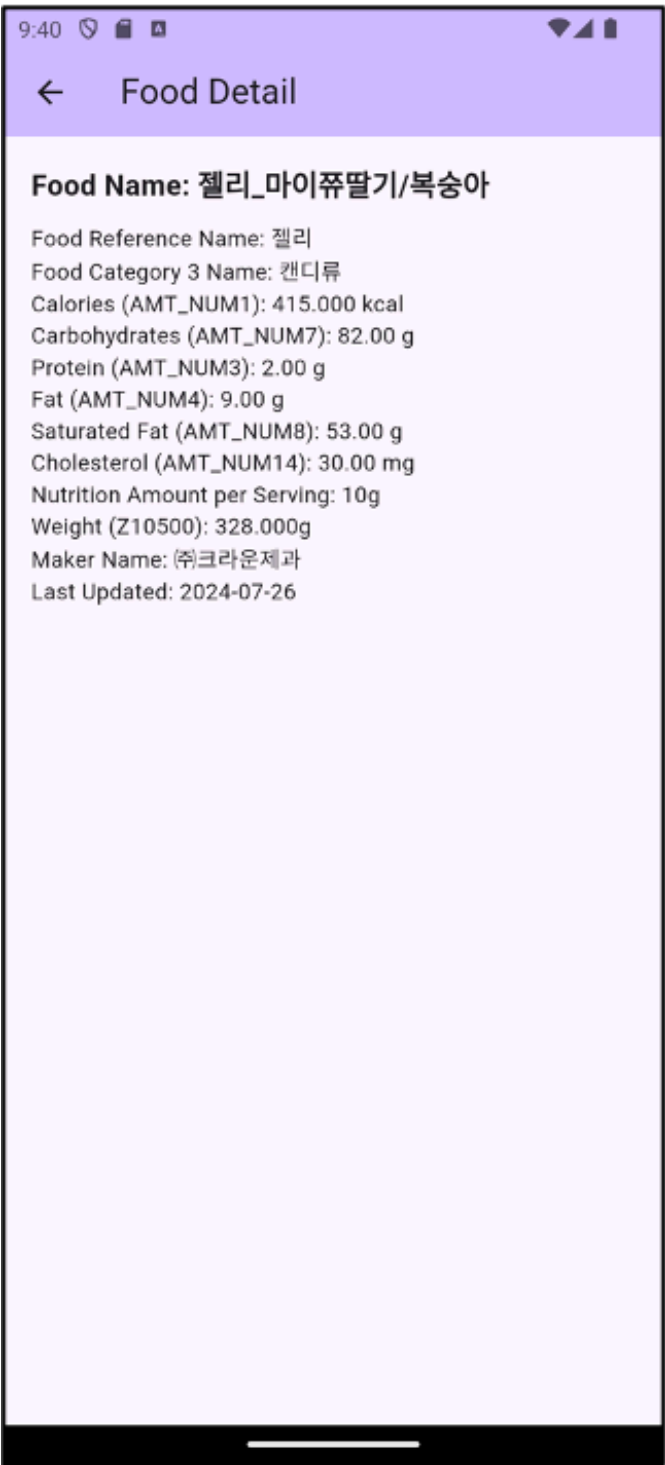 9:40
Food Detail
Food Name: 젤리_마이쮸딸기/복숭아
Food Reference Name: 젤리
Food Category 3 Name: 캔디류
Calories (AMT_NUM1): 415.000 kcal
Carbohydrates (AMT_NUM7): 82.00 g
Protein (AMT_NUM3): 2.00 g
Fat (AMT_NUM4): 9.00 g
Saturated Fat (AMT_NUM8): 53.00 g
Cholesterol (AMT_NUM14): 30.00 mg
Nutrition Amount per Serving: 10g
Weight (Z10500): 328.000g
Maker Name: ㈜크라운제과
Last Updated: 2024-07-26